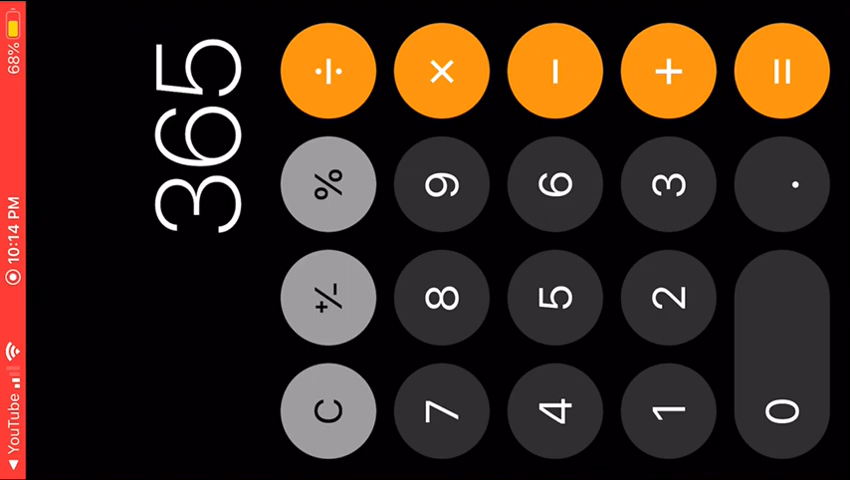 YouTube 10:14 PM 68%
365
C +/- % ÷
7 8 9 ×
4 5 6 −
1 2 3 +
0 . =